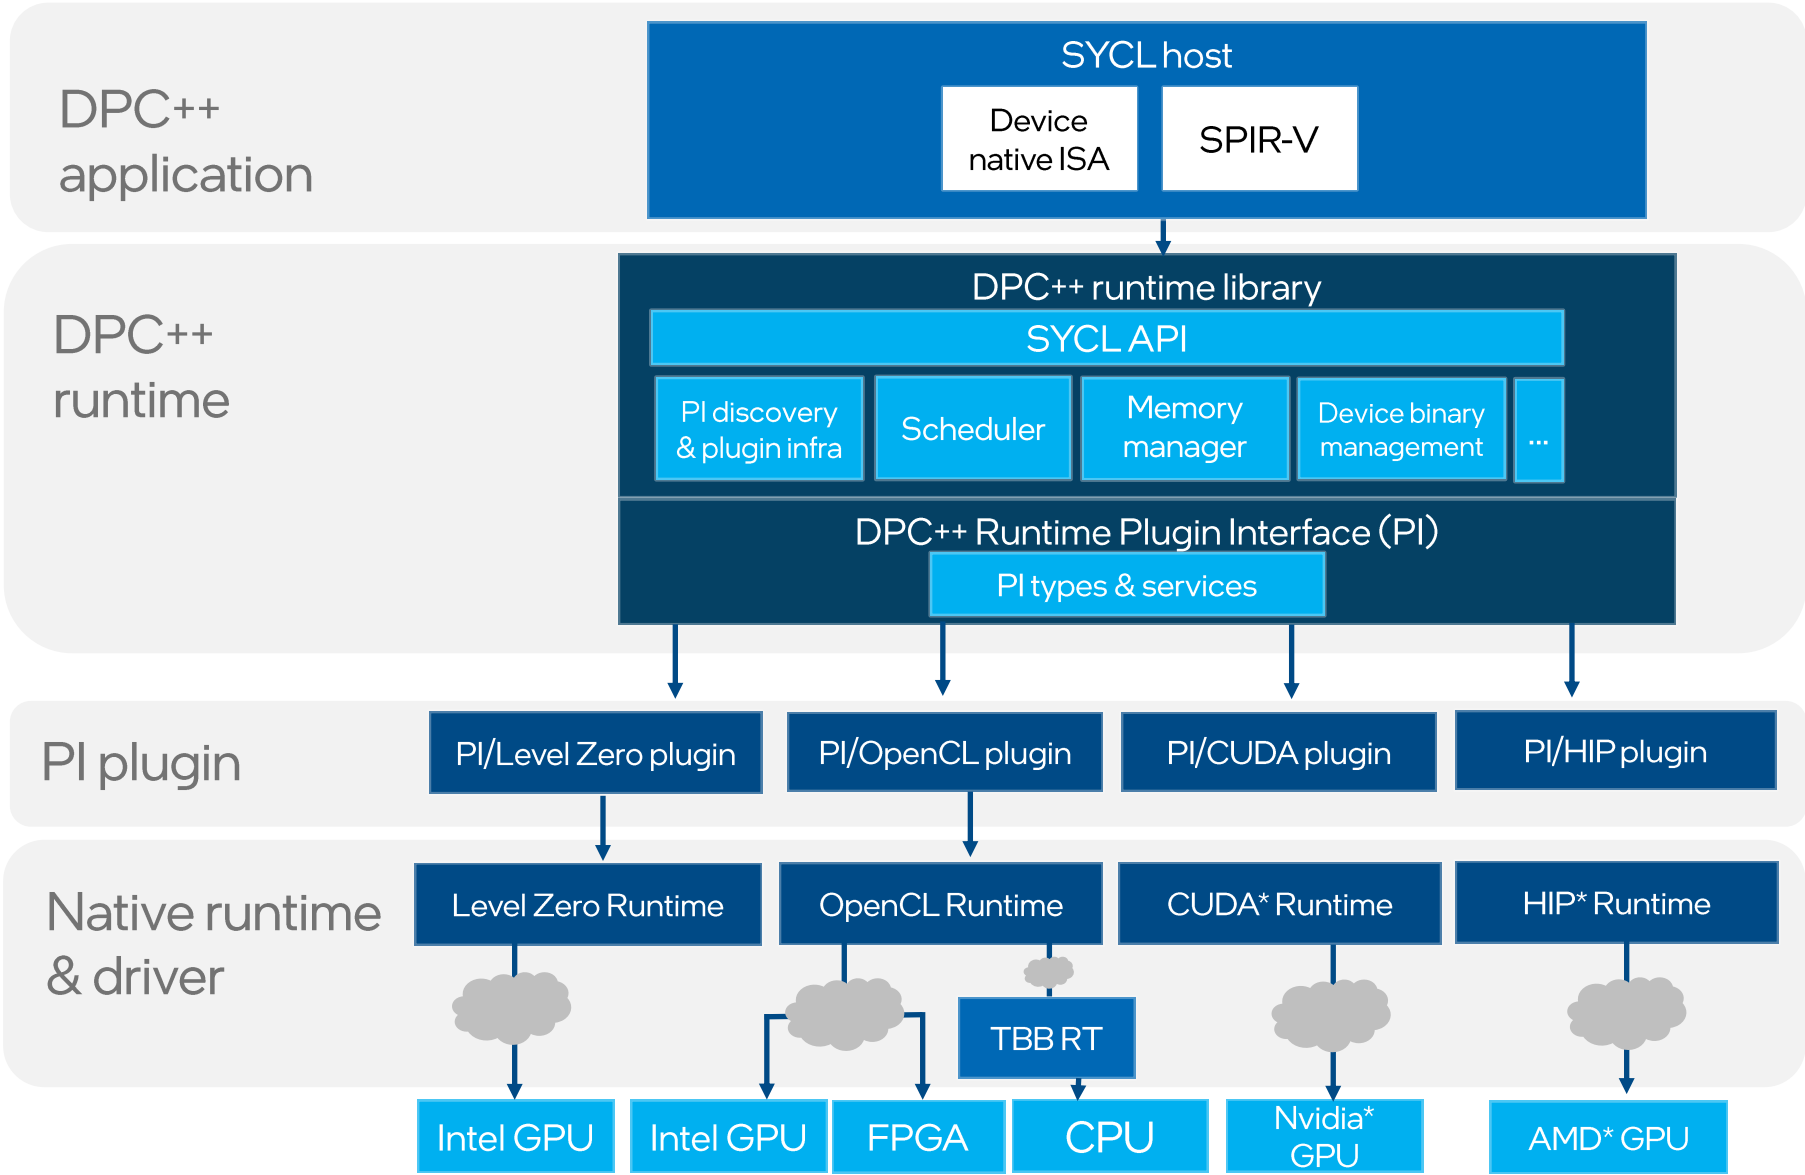 DPC++
application
SYCL host
Device
native ISA
SPIR-V
DPC++
runtime
DPC++ runtime library
SYCL API
PI discovery
& plugin infra
Scheduler
Memory
manager
Device binary
management
...
DPC++ Runtime Plugin Interface (PI)
PI types & services
PI plugin
PI/Level Zero plugin
PI/OpenCL plugin
PI/CUDA plugin
PI/HIP plugin
Native runtime
& driver
Level Zero Runtime
OpenCL Runtime
CUDA* Runtime
HIP* Runtime
TBB RT
Intel GPU
Intel GPU
FPGA
CPU
Nvidia*
GPU
AMD* GPU